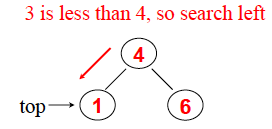 3 is less than 4, so search left
4
top 1 6